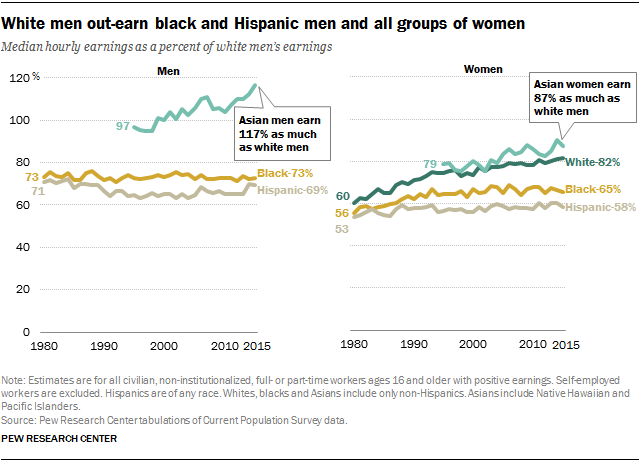 White men out-earn black and Hispanic men and all groups of women
Median hourly earnings as a percent of white men's earnings
Men
120 %
100
80
60
40
20
0
97
73
71
Asian men earn
117% as much
as white men
Black-73%
Hispanic-69%
1980
1990
2000
2010
2015
Women
Asian women earn
87% as much as
white men
79
60
56
53
White-82%
Black-65%
Hispanic-58%
1980
1990
2000
2010
2015
Note: Estimates are for all civilian, non-institutionalized, full- or part-time workers ages 16 and older with positive earnings. Self-employed
workers are excluded. Hispanics are of any race. Whites, blacks and Asians include only non-Hispanics. Asians include Native Hawaiian and
Pacific Islanders.
Source: Pew Research Center tabulations of Current Population Survey data.
PEW RESEARCH CENTER